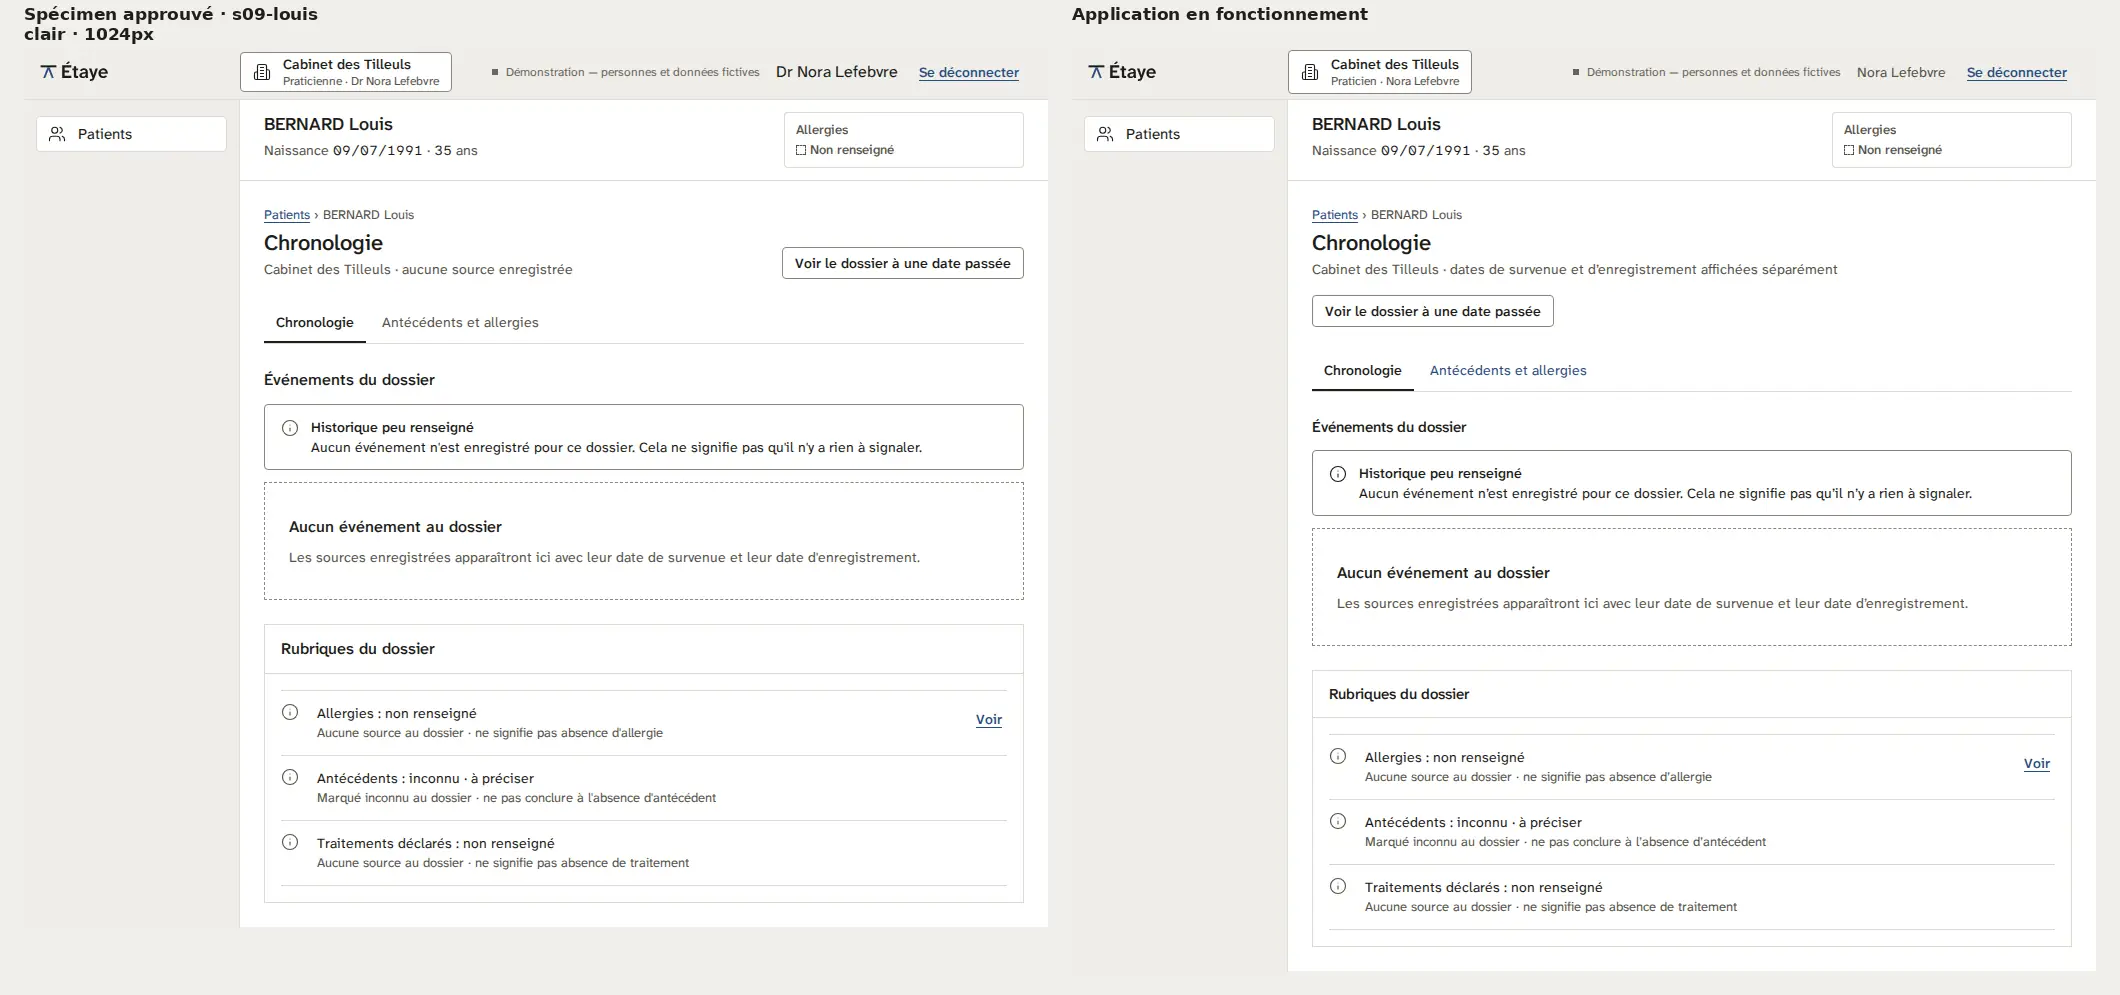 Spécimen approuvé · s09-louis
clair · 1024px
Étaye
Cabinet des Tilleuls
Praticienne · Dr Nora Lefebvre
Démonstration — personnes et données fictives
Dr Nora Lefebvre
Se déconnecter
Patients
BERNARD Louis
Naissance 09/07/1991 · 35 ans
Allergies
Non renseigné
Patients › BERNARD Louis
Chronologie
Cabinet des Tilleuls · aucune source enregistrée
Voir le dossier à une date passée
Chronologie
Antécédents et allergies
Événements du dossier
Historique peu renseigné
Aucun événement n'est enregistré pour ce dossier. Cela ne signifie pas qu'il n'y a rien à signaler.
Aucun événement au dossier
Les sources enregistrées apparaîtront ici avec leur date de survenue et leur date d'enregistrement.
Rubriques du dossier
Allergies : non renseigné
Aucune source au dossier · ne signifie pas absence d'allergie
Voir
Antécédents : inconnu · à préciser
Marqué inconnu au dossier · ne pas conclure à l'absence d'antécédent
Traitements déclarés : non renseigné
Aucune source au dossier · ne signifie pas absence de traitement
Application en fonctionnement
Étaye
Cabinet des Tilleuls
Praticien · Nora Lefebvre
Démonstration — personnes et données fictives
Nora Lefebvre
Se déconnecter
Patients
BERNARD Louis
Naissance 09/07/1991 · 35 ans
Allergies
Non renseigné
Patients › BERNARD Louis
Chronologie
Cabinet des Tilleuls · dates de survenue et d’enregistrement affichées séparément
Voir le dossier à une date passée
Chronologie
Antécédents et allergies
Événements du dossier
Historique peu renseigné
Aucun événement n’est enregistré pour ce dossier. Cela ne signifie pas qu’il n’y a rien à signaler.
Aucun événement au dossier
Les sources enregistrées apparaîtront ici avec leur date de survenue et leur date d’enregistrement.
Rubriques du dossier
Allergies : non renseigné
Aucune source au dossier · ne signifie pas absence d’allergie
Voir
Antécédents : inconnu · à préciser
Marqué inconnu au dossier · ne pas conclure à l’absence d’antécédent
Traitements déclarés : non renseigné
Aucune source au dossier · ne signifie pas absence de traitement